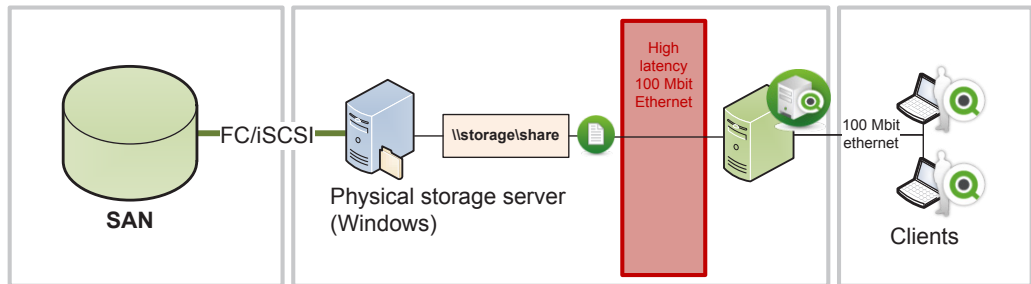 SAN
FC/iSCSI
Physical storage server
(Windows)
\\storage\share
High
latency
100 Mbit
Ethernet
100 Mbit
ethernet
Clients